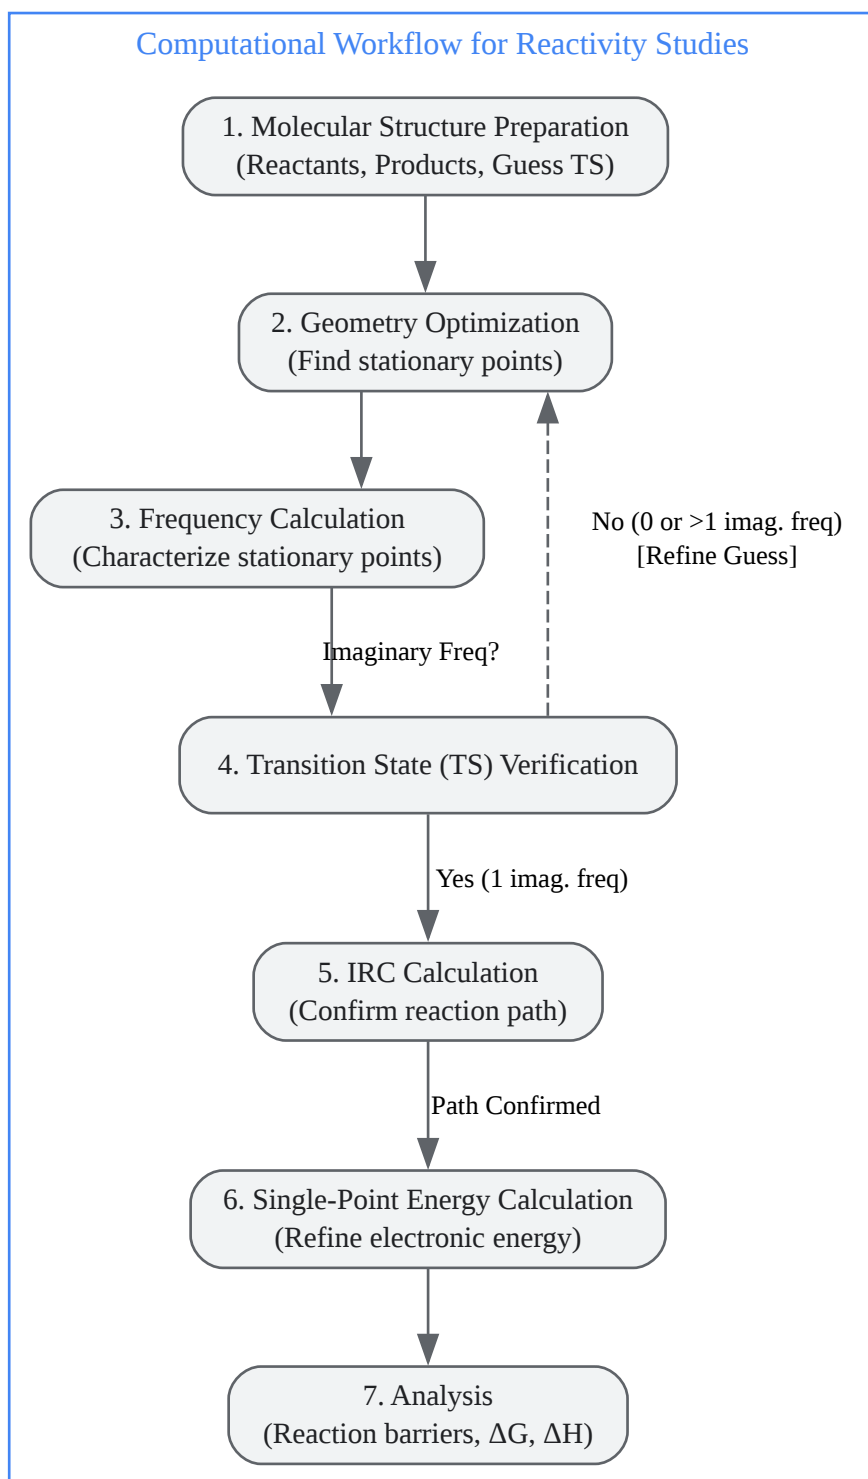 Computational Workflow for Reactivity Studies
1. Molecular Structure Preparation
(Reactants, Products, Guess TS)
2. Geometry Optimization
(Find stationary points)
3. Frequency Calculation
(Characterize stationary points)
No (0 or >1 imag. freq)
[Refine Guess]
Imaginary Freq?
4. Transition State (TS) Verification
Yes (1 imag. freq)
5. IRC Calculation
(Confirm reaction path)
Path Confirmed
6. Single-Point Energy Calculation
(Refine electronic energy)
7. Analysis
(Reaction barriers, ΔG, ΔH)